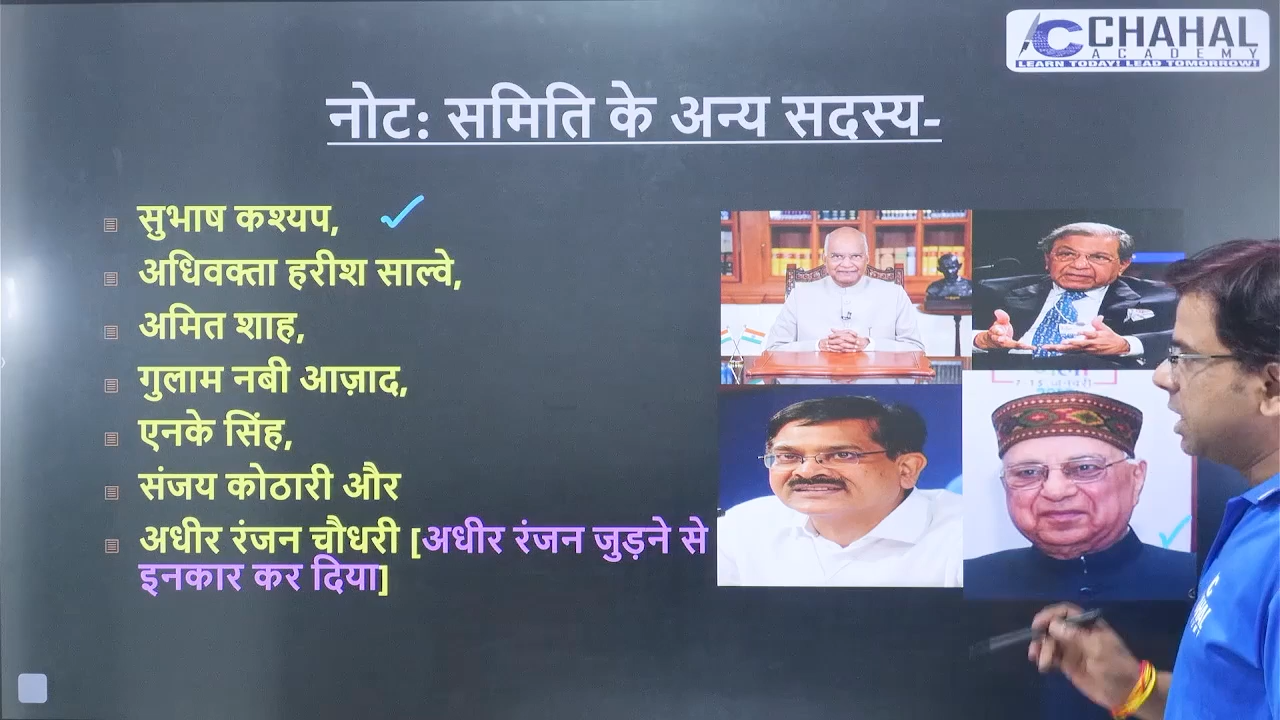 CHAHAL
ACADEMY
LEARN TODAY! LEAD TOMORROW!
नोट: समिति के अन्य सदस्य-
सुभाष कश्यप,
अधिवक्ता हरीश साल्वे,
अमित शाह,
गुलाम नबी आज़ाद,
एनके सिंह,
संजय कोठारी और
अधीर रंजन चौधरी [अधीर रंजन जुड़ने से
इनकार कर दिया]